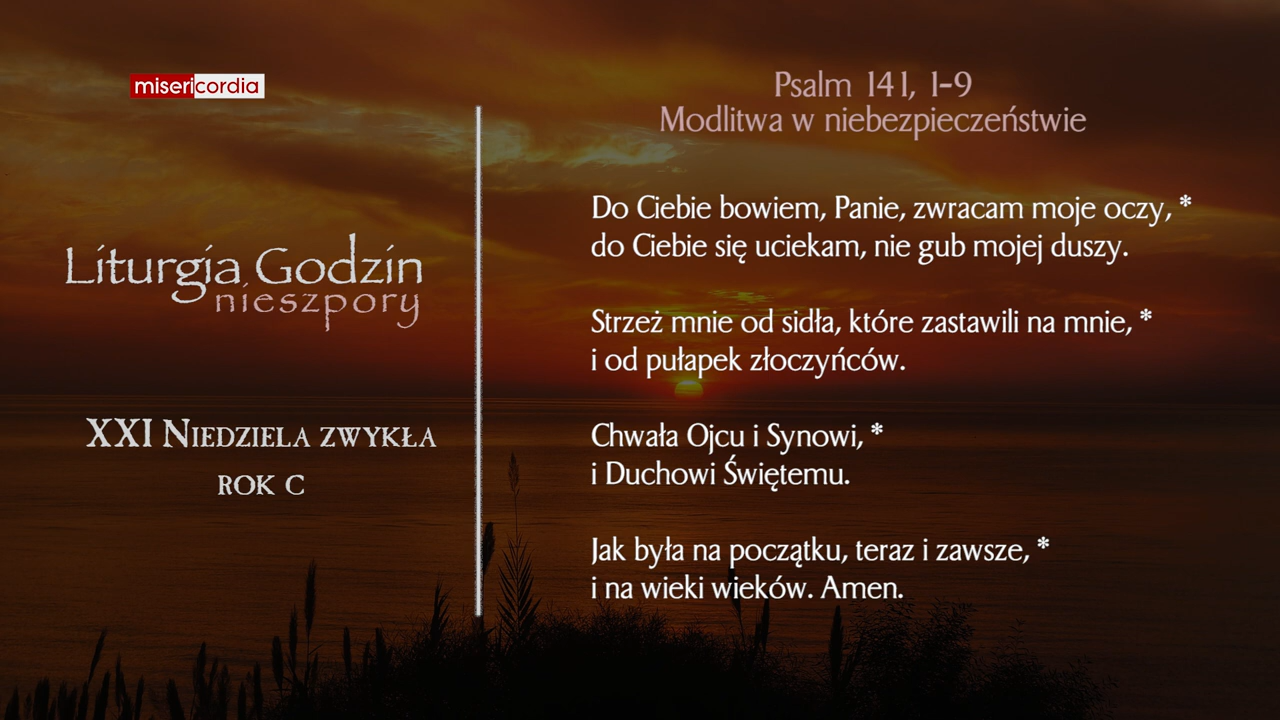 misericordia
Liturgia Godzin
nieszpory
XXI Niedziela zwykła
rok C
Psalm 141, 1-9
Modlitwa w niebezpieczeństwie
Do Ciebie bowiem, Panie, zwracam moje oczy, *
do Ciebie się uciekam, nie gub mojej duszy.
Strzeż mnie od sidła, które zastawili na mnie, *
i od pułapek złoczyńców.
Chwała Ojcu i Synowi, *
i Duchowi Świętemu.
Jak była na początku, teraz i zawsze, *
i na wieki wieków. Amen.